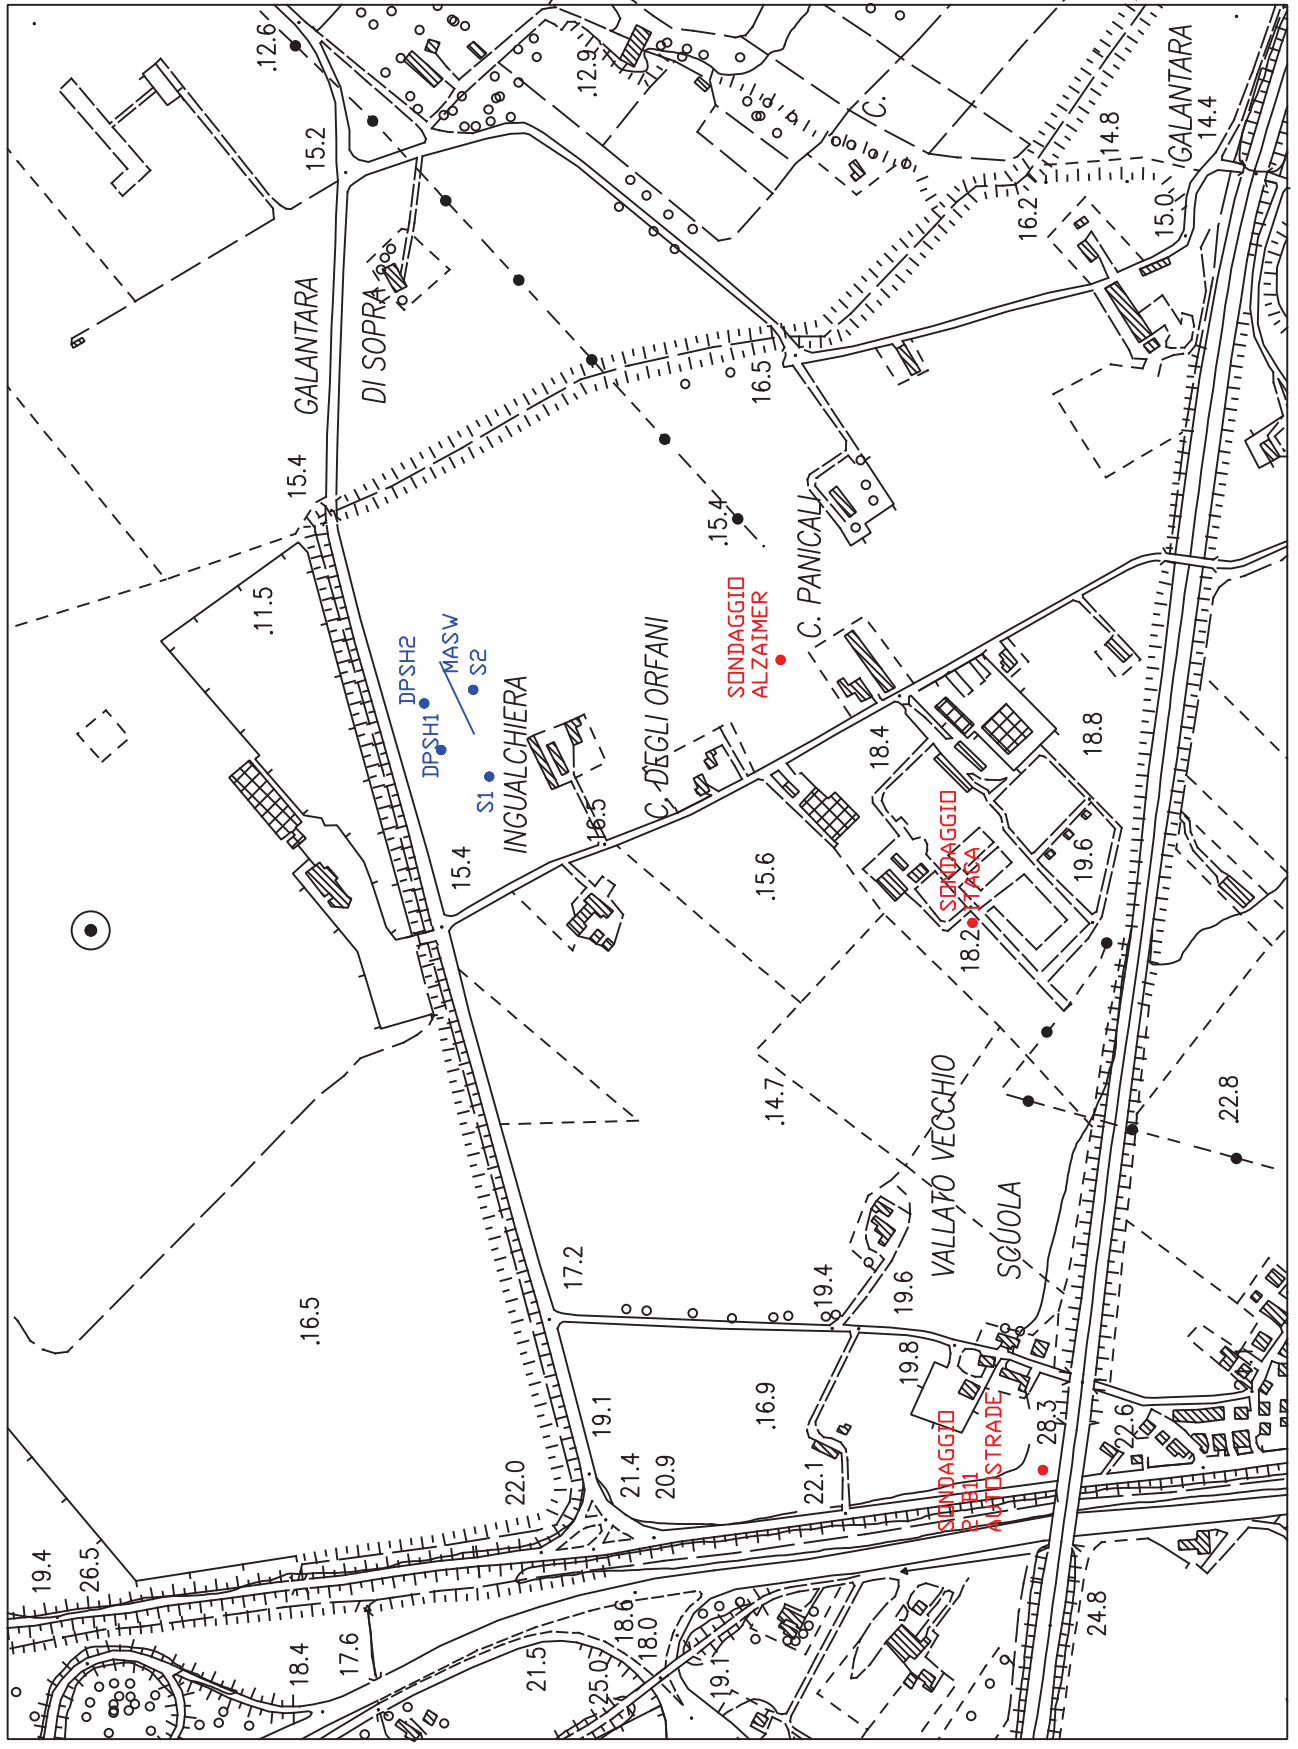 .12.6
15.2
.12.9
C.
14.8
GALANTARA
14.4
16.2
15.0
GALANTARA
DI SOPRA
15.4
16.5
.15.4
C. PANICALI
.11.5
DPSH2
MASW
S2
DPSH1
S1
INGUALCHIERA
C. DEGLI ORFANI
SONDAGGIO
ALZAIMER
15.4
16.5
.15.6
18.4
18.8
SONDAGGIO
ITACA
19.6
18.2
.14.7
VALLATO VECCHIO
SCUOLA
.22.8
.16.5
17.2
19.4
19.6
19.8
19.1
.16.9
21.4
20.9
22.0
22.1
SONDAGGIO
2 B11
AUTOSTRADE
28.3
22.6
19.4
26.5
18.4
17.6
21.5
25.0
18.6
18.0
19.1
24.8